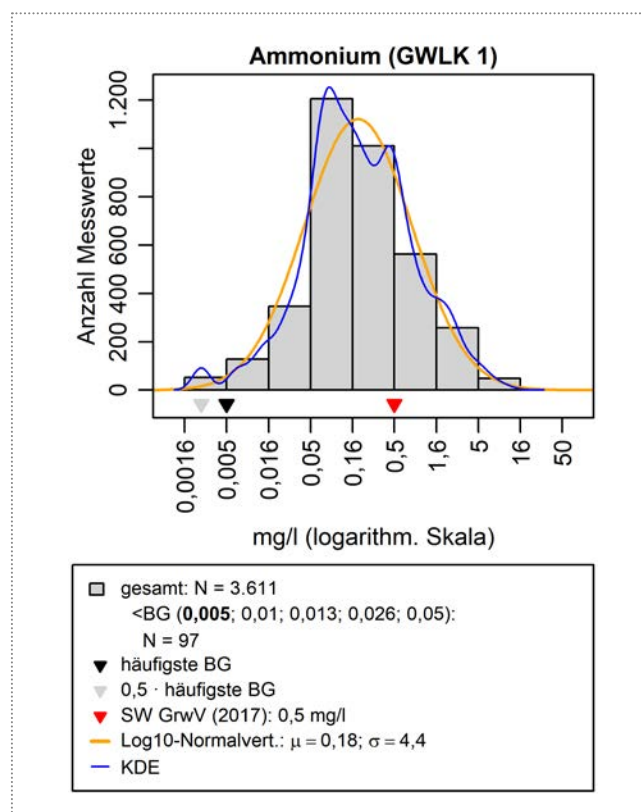 Ammonium (GWLK 1)
Anzahl Messwerte
1.200
800
600
400
200
0
0,0016
0,005
0,016
0,05
0,16
0,5
1,6
5
16
50
mg/l (logarithm. Skala)
gesamt: N = 3.611
<BG (0,005; 0,01; 0,013; 0,026; 0,05):
N = 97
häufigste BG
0,5 · häufigste BG
SW GrwV (2017): 0,5 mg/l
Log10-Normalvert.: μ = 0,18; σ = 4,4
KDE